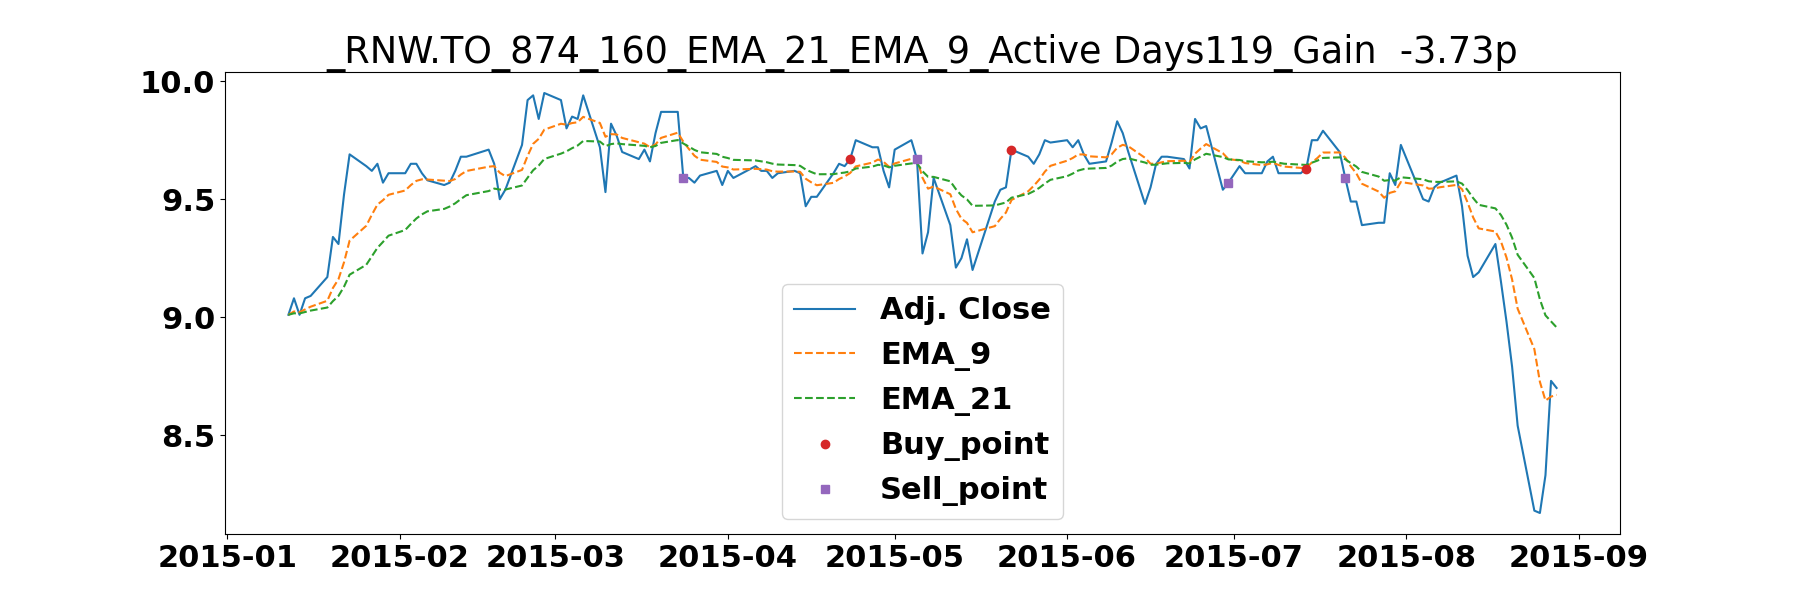 _RNW.TO_874_160_EMA_21_EMA_9_Active Days119_Gain  -3.73p
10.0
9.5
9.0
8.5
Adj. Close
EMA_9
EMA_21
Buy_point
Sell_point
2015-01 2015-02 2015-03 2015-04 2015-05 2015-06 2015-07 2015-08 2015-09